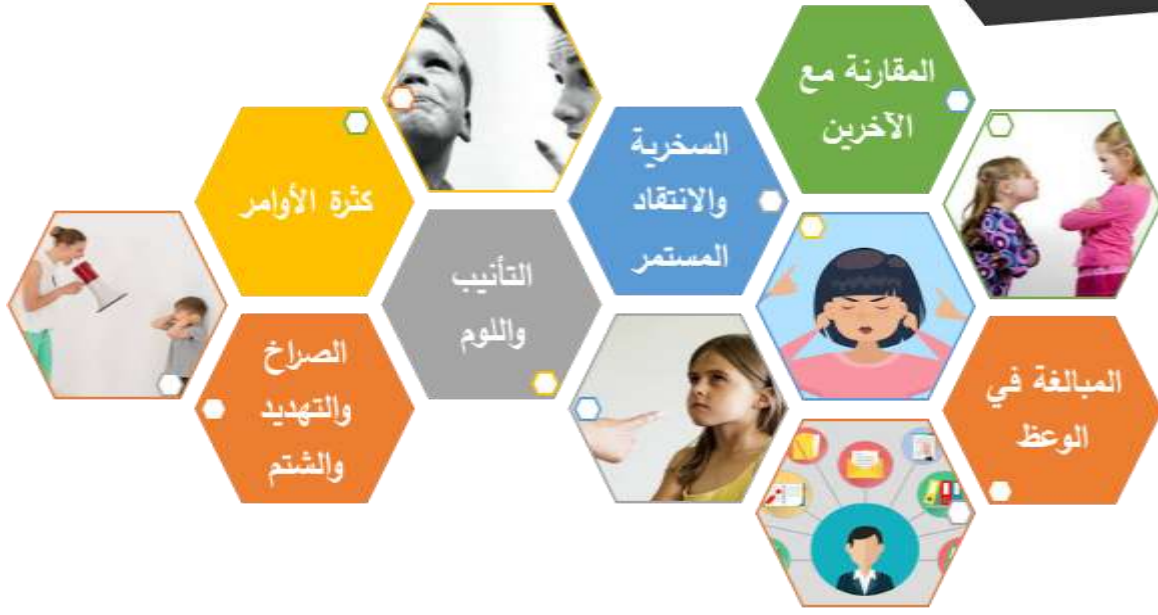 المقارنة مع
الآخرين
السخرية
والانتقاد
المستمر
كثرة الأوامر
التأنيب
واللوم
الصراخ
والتهديد
والشتم
المبالغة في
الوعظ